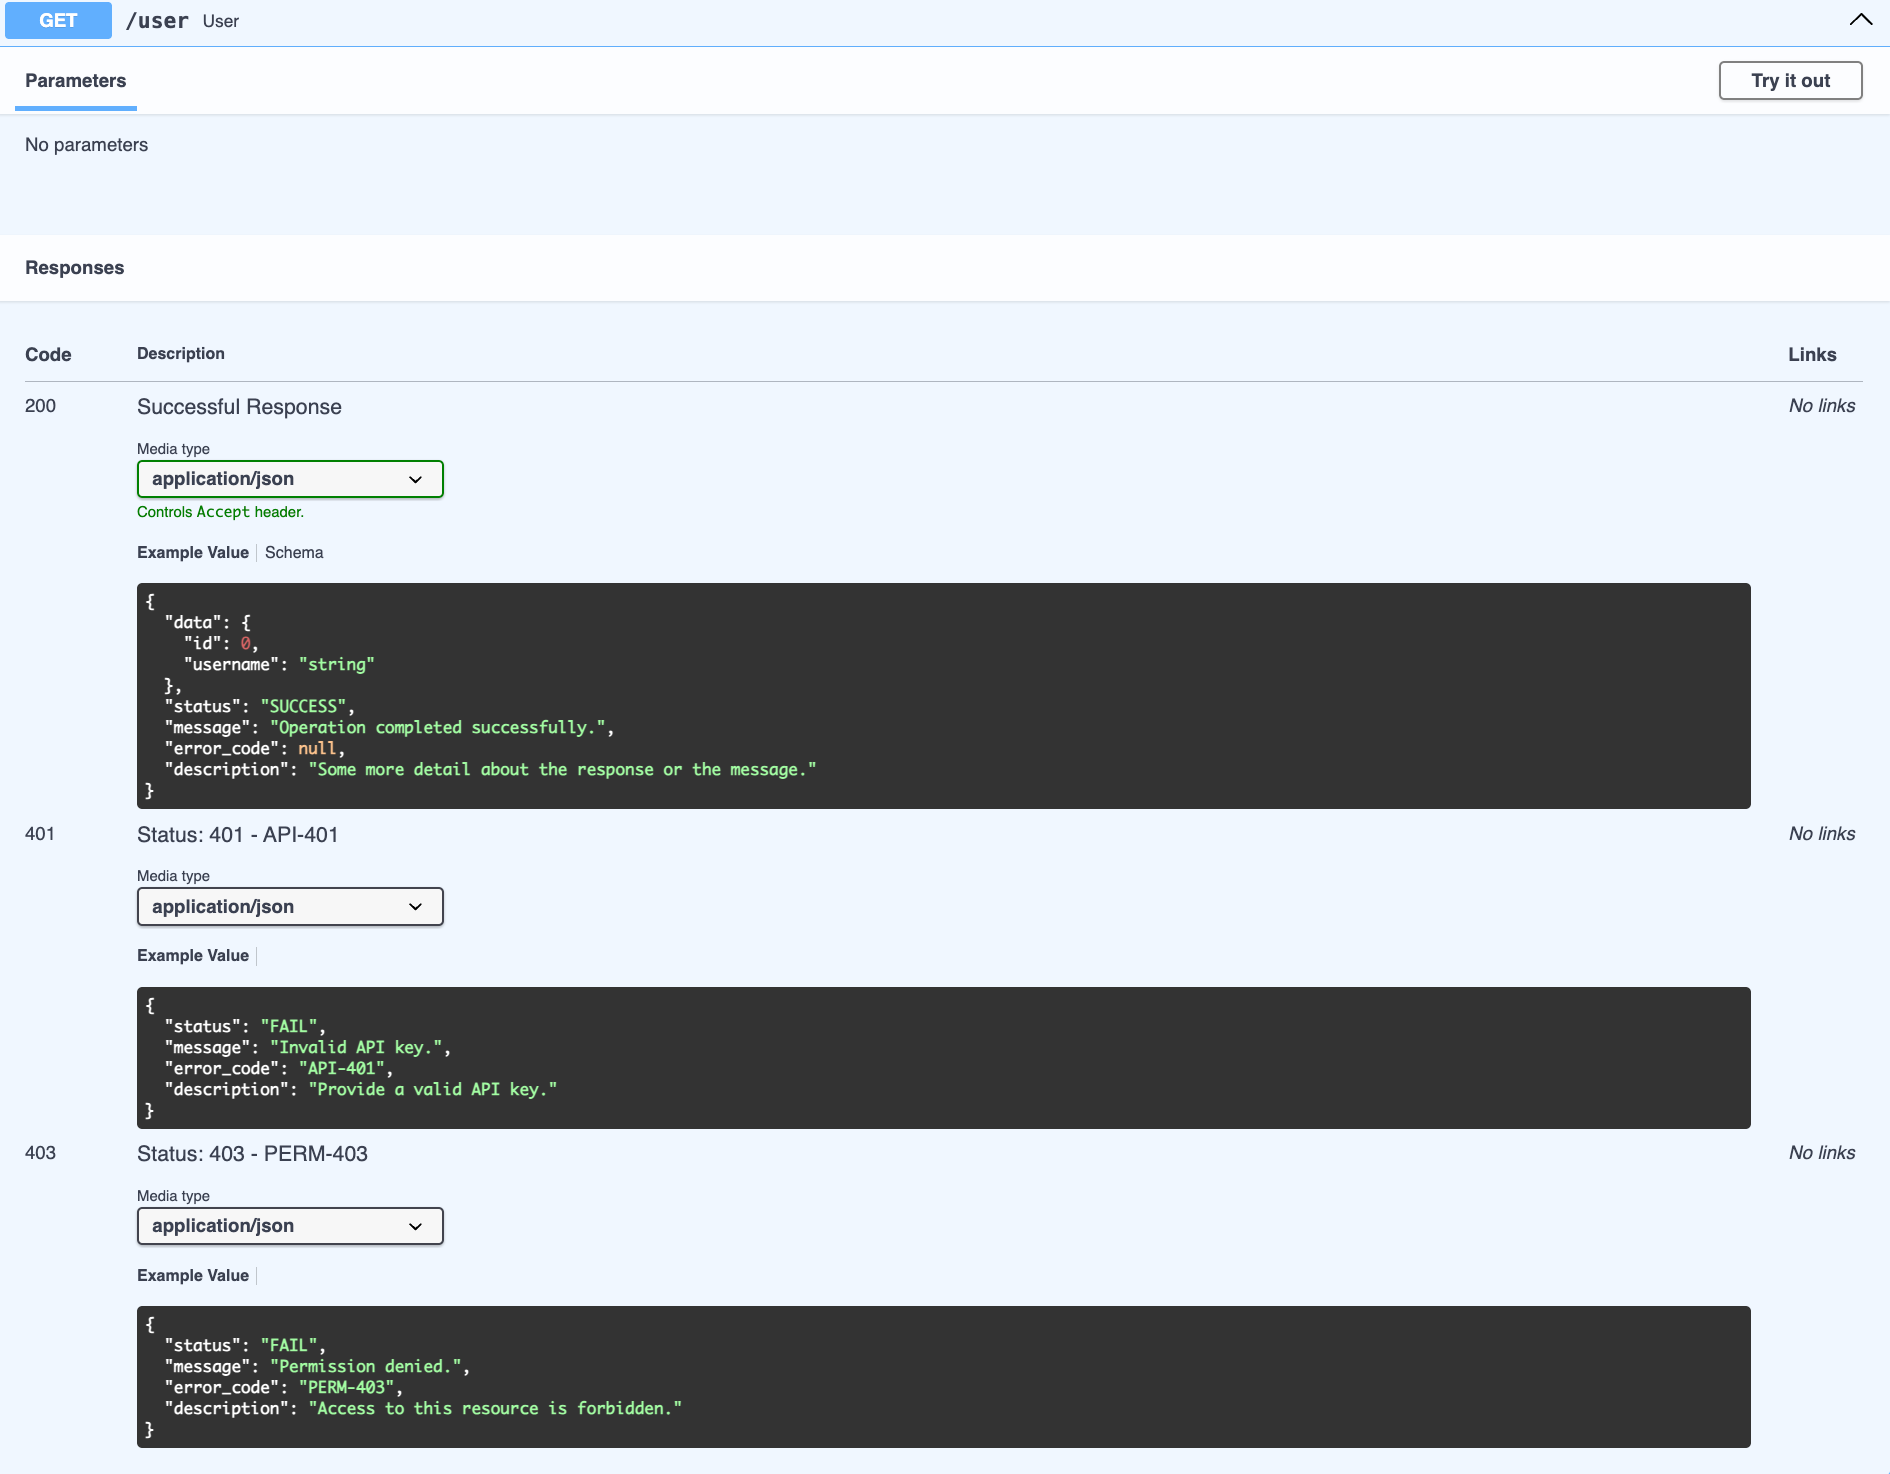 GET /user User
Parameters
Try it out
No parameters
Responses
Code Description Links
200 Successful Response No links
Media type
application/json
Controls Accept header.
Example Value Schema
{
  "data": {
    "id": 0,
    "username": "string"
  },
  "status": "SUCCESS",
  "message": "Operation completed successfully.",
  "error_code": null,
  "description": "Some more detail about the response or the message."
}
401 Status: 401 - API-401 No links
Media type
application/json
Example Value
{
  "status": "FAIL",
  "message": "Invalid API key.",
  "error_code": "API-401",
  "description": "Provide a valid API key."
}
403 Status: 403 - PERM-403 No links
Media type
application/json
Example Value
{
  "status": "FAIL",
  "message": "Permission denied.",
  "error_code": "PERM-403",
  "description": "Access to this resource is forbidden."
}